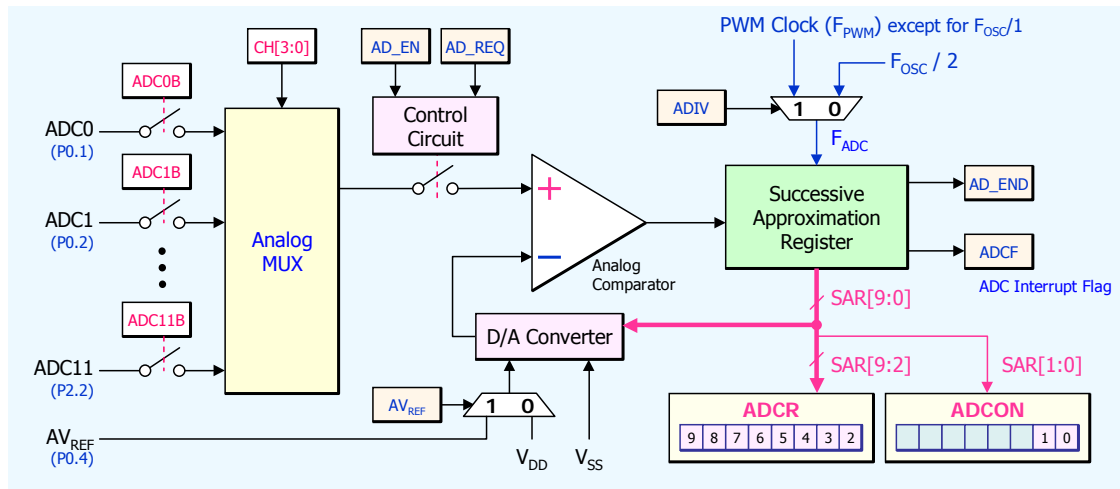 PWM Clock (FPWM) except for FOSC/1
FOSC / 2
CH[3:0]
AD_EN
AD_REQ
ADC0B
ADIV
1 0
Control
Circuit
ADC0
(P0.1)
FADC
ADC1B
+
Successive
Approximation
Register
AD_END
ADC1
(P0.2)
Analog
MUX
−
Analog
Comparator
ADCF
ADC Interrupt Flag
SAR[9:0]
ADC11B
D/A Converter
ADC11
(P2.2)
SAR[9:2]
SAR[1:0]
AVREF
1 0
ADCR
9 8 7 6 5 4 3 2
ADCON
1 0
AVREF
(P0.4)
VDD
VSS